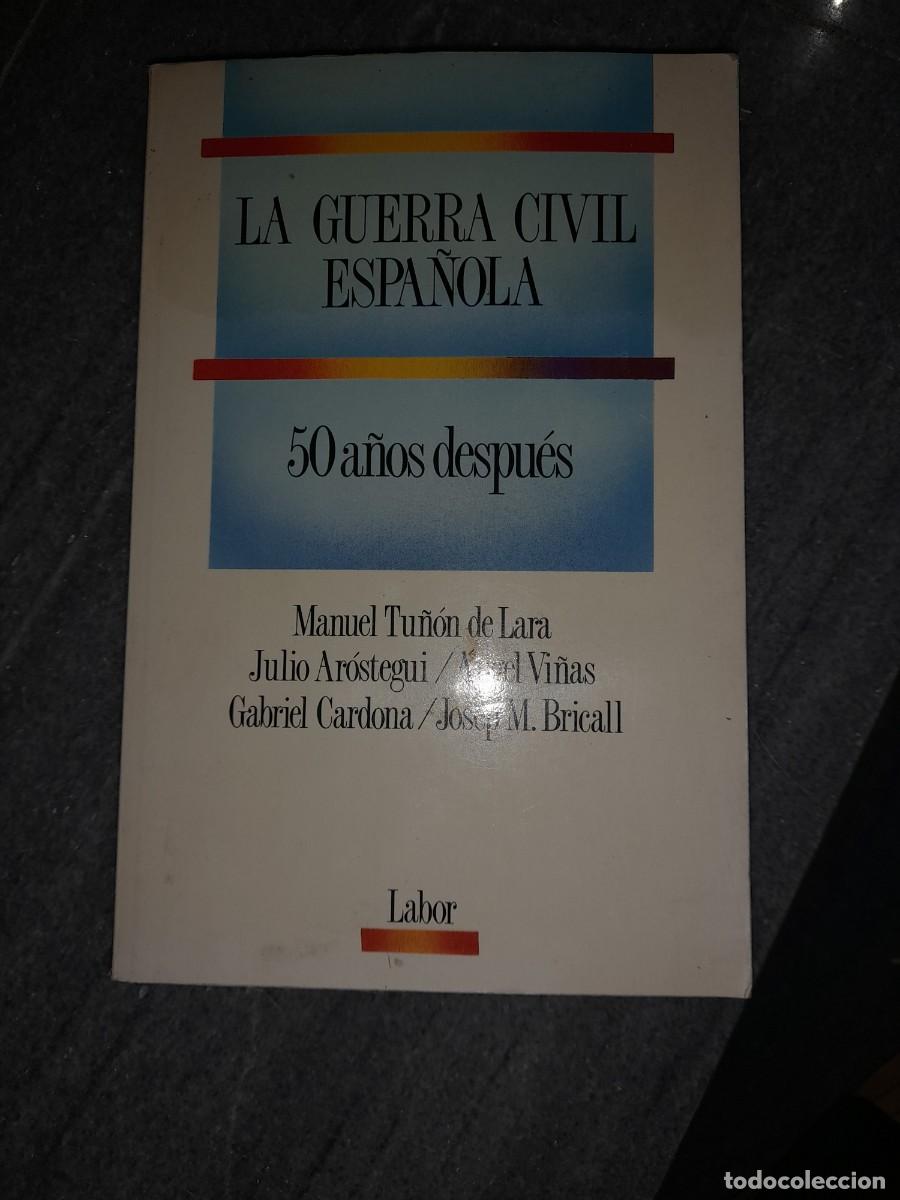 LA GUERRA CIVIL
ESPAÑOLA
50 años después
Manuel Tuñón de Lara
Julio Aróstegui / Viñas
Gabriel Cardona / Josep M. Bricall
Labor
todocoleccion